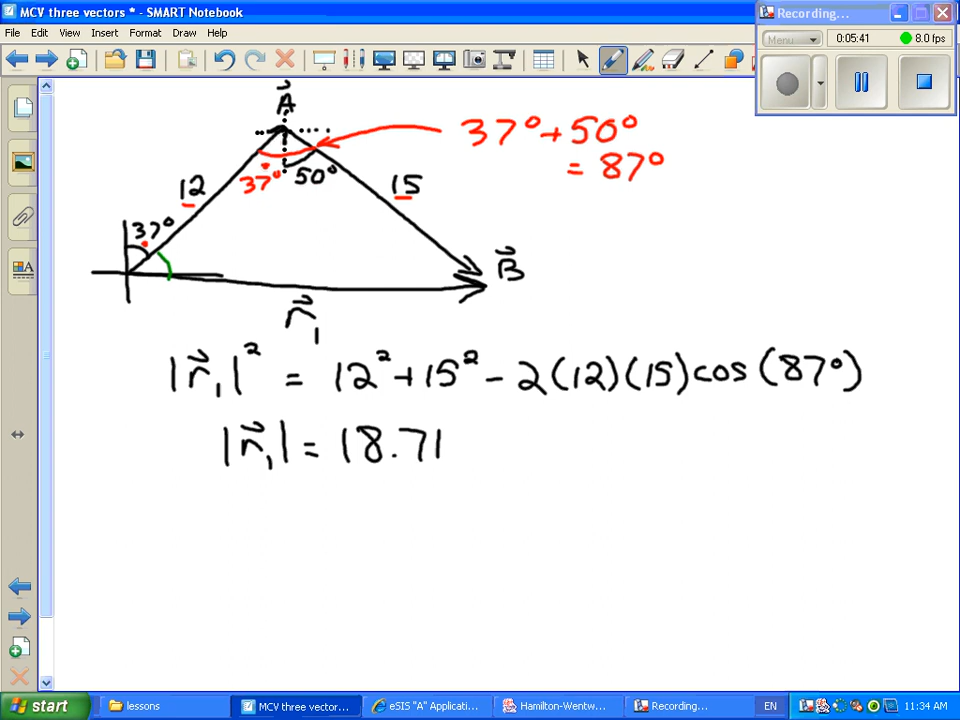 MCV three vectors * - SMART Notebook
Recording...
File Edit View Insert Format Draw Help
Menu 0:05:41 8.0 fps
A
37° + 50°
= 87°
12
37°
50°
15
37°
B
r₁
|r₁|² = 12² + 15² - 2(12)(15) cos(87°)
|r₁| = 18.71
start
lessons
MCV three vectors...
eSIS "A" Applicati...
Hamilton-Wentw...
Recording...
EN
11:34 AM